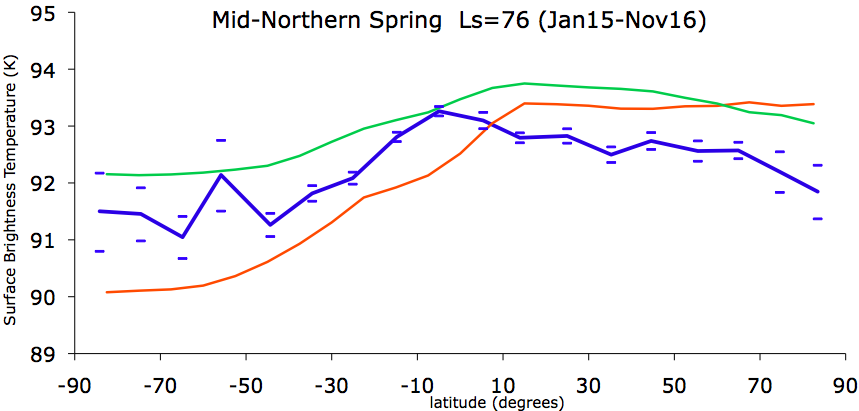 Mid-Northern Spring Ls=76 (Jan15-Nov16)
Surface Brightness Temperature (K)
95
94
93
92
91
90
89
-90 -70 -50 -30 -10 10 30 50 70 90
latitude (degrees)